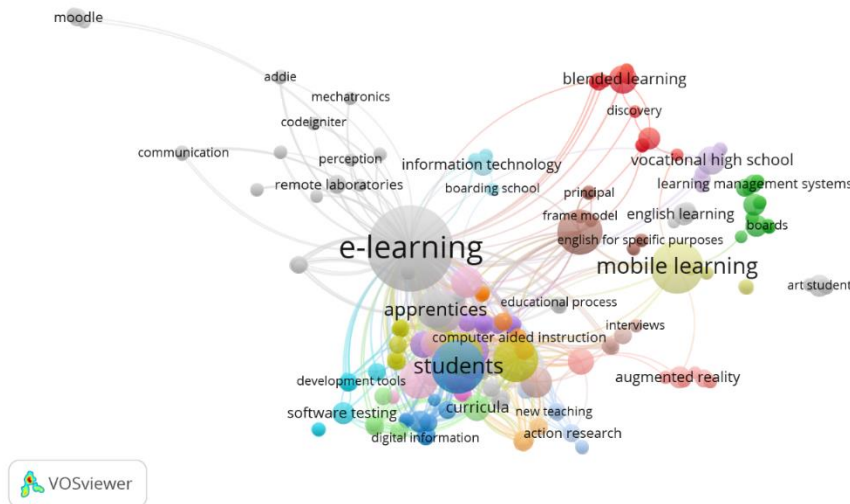 moodle
addie
blended learning
mechatronics
discovery
codeigniter
communication
perception
information technology
vocational high school
remote laboratories
boarding school
principal
learning management systems
frame model
english learning
boards
e-learning
english for specific purposes
mobile learning
art student
apprentices
educational process
computer aided instruction
interviews
students
development tools
augmented reality
software testing
curricula
new teaching
digital information
action research
VOSviewer